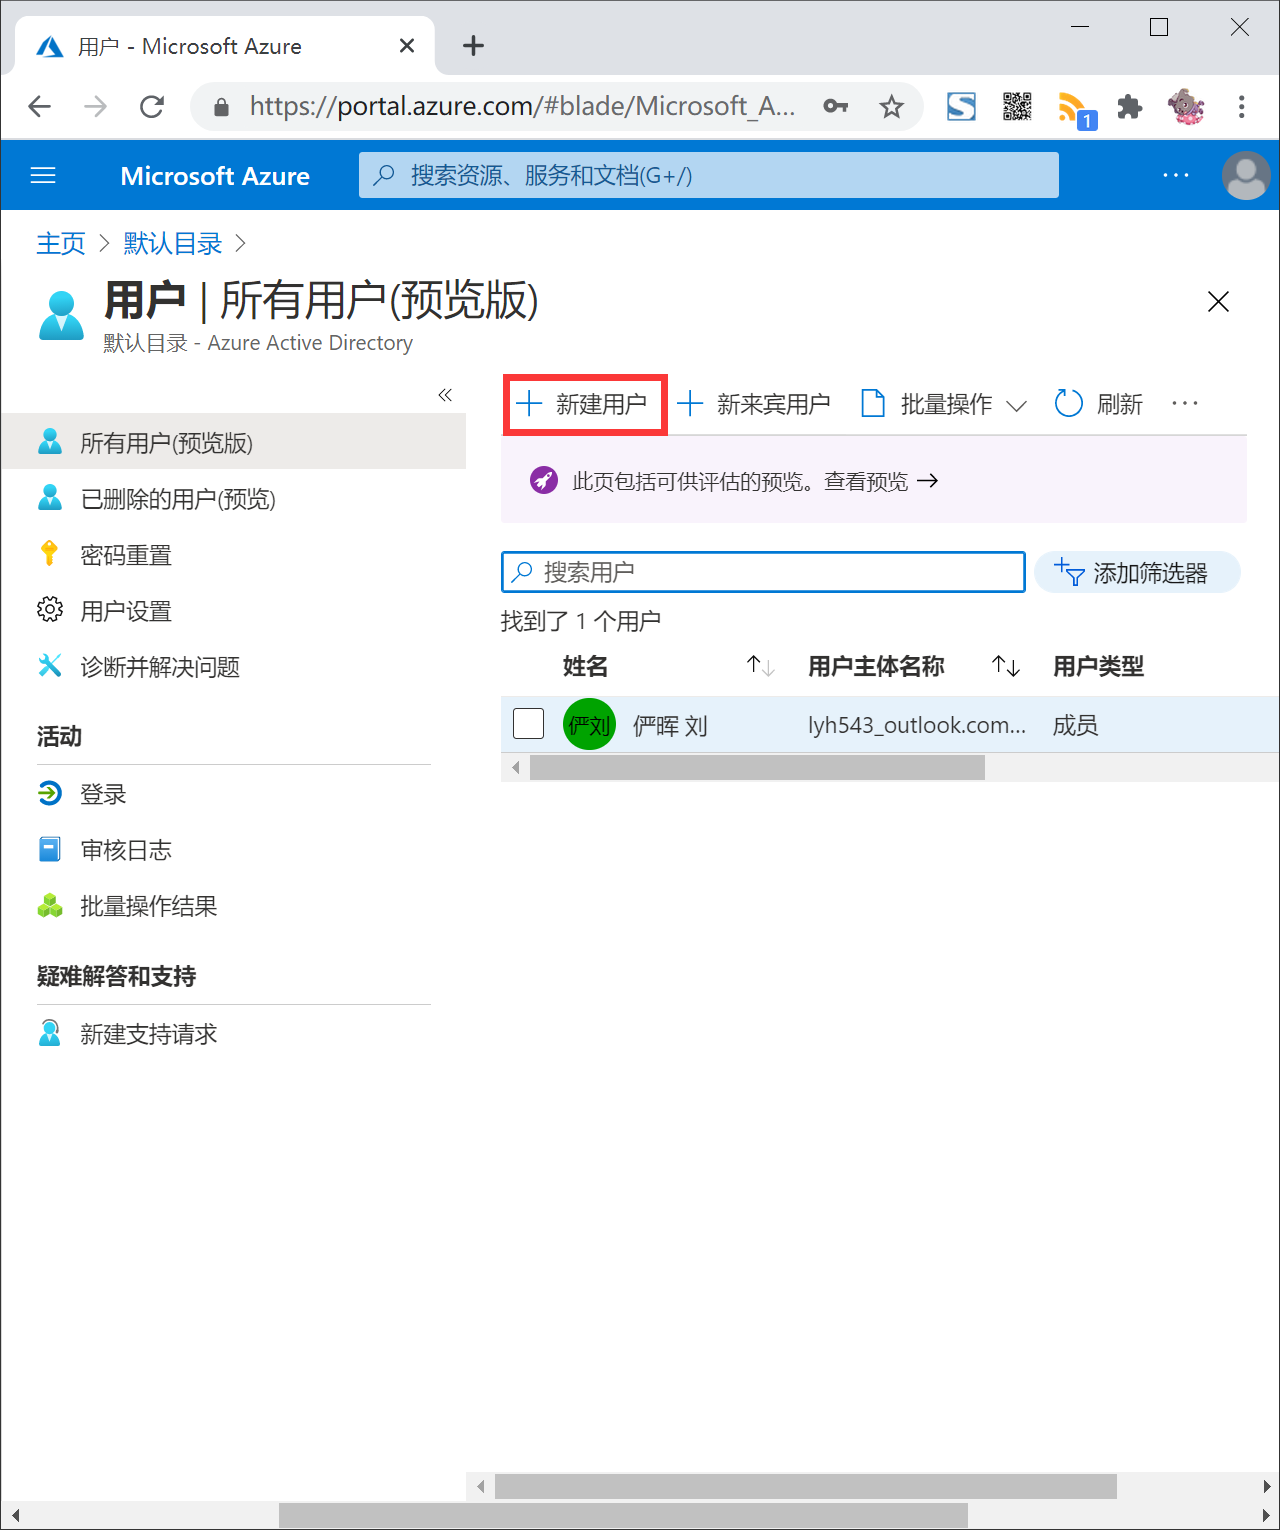 用户 - Microsoft Azure
https://portal.azure.com/#blade/Microsoft_A...
1
Microsoft Azure
搜索资源、服务和文档(G+/)
主页 > 默认目录 >
用户 | 所有用户(预览版)
默认目录 - Azure Active Directory
所有用户(预览版)
已删除的用户(预览)
密码重置
用户设置
诊断并解决问题
活动
登录
审核日志
批量操作结果
疑难解答和支持
新建支持请求
新建用户 新来宾用户 批量操作 刷新 ...
此页包括可供评估的预览。查看预览 →
搜索用户
添加筛选器
找到了 1 个用户
姓名 用户主体名称 用户类型
俨刘 俨晖 刘 lyh543_outlook.com... 成员